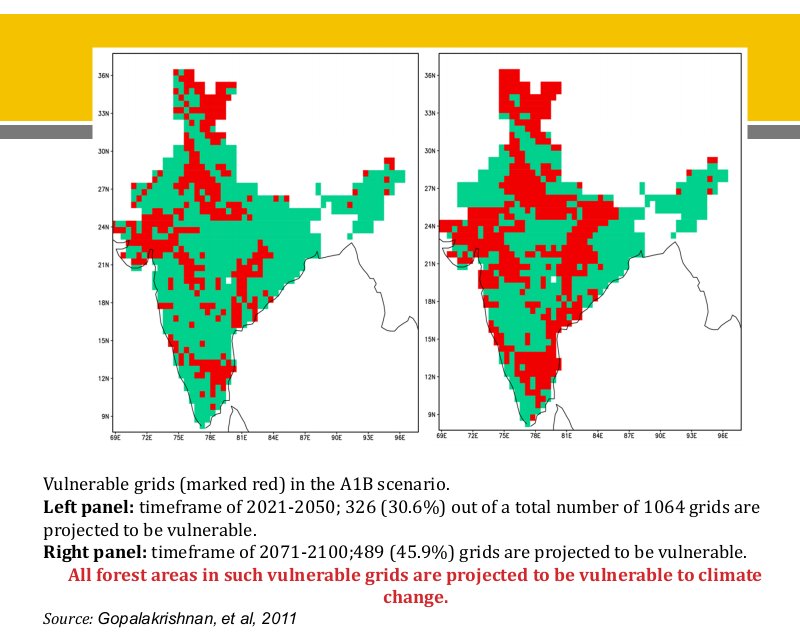 36N
33N
30N
27N
24N
21N
18N
15N
12N
9N
69E 72E 75E 78E 81E 84E 87E 90E 93E 96E
36N
33N
30N
27N
24N
21N
18N
15N
12N
9N
69E 72E 75E 78E 81E 84E 87E 90E 93E 96E
Vulnerable grids (marked red) in the A1B scenario.
Left panel: timeframe of 2021-2050; 326 (30.6%) out of a total number of 1064 grids are
projected to be vulnerable.
Right panel: timeframe of 2071-2100;489 (45.9%) grids are projected to be vulnerable.
All forest areas in such vulnerable grids are projected to be vulnerable to climate
change.
Source: Gopalakrishnan, et al, 2011